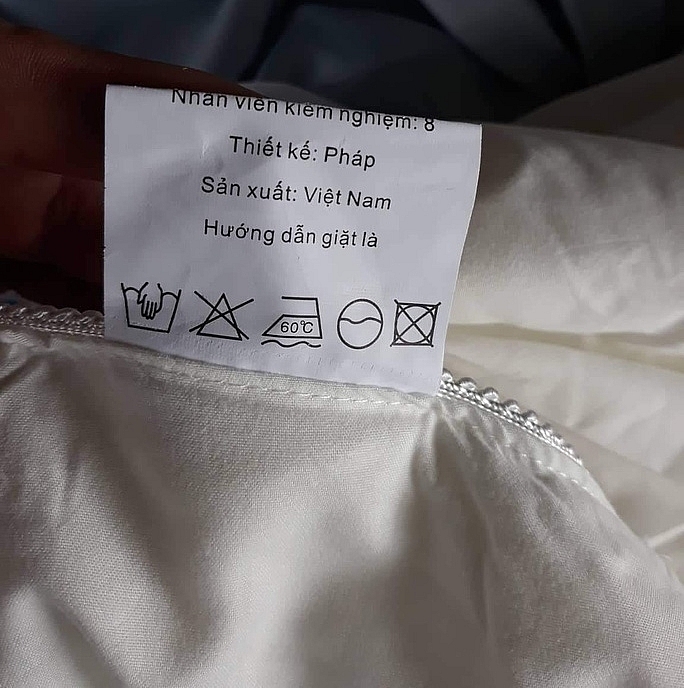 Nhân viên kiểm nghiệm: 8
Thiết kế: Pháp
Sản xuất: Việt Nam
Hướng dẫn giặt là
60°C